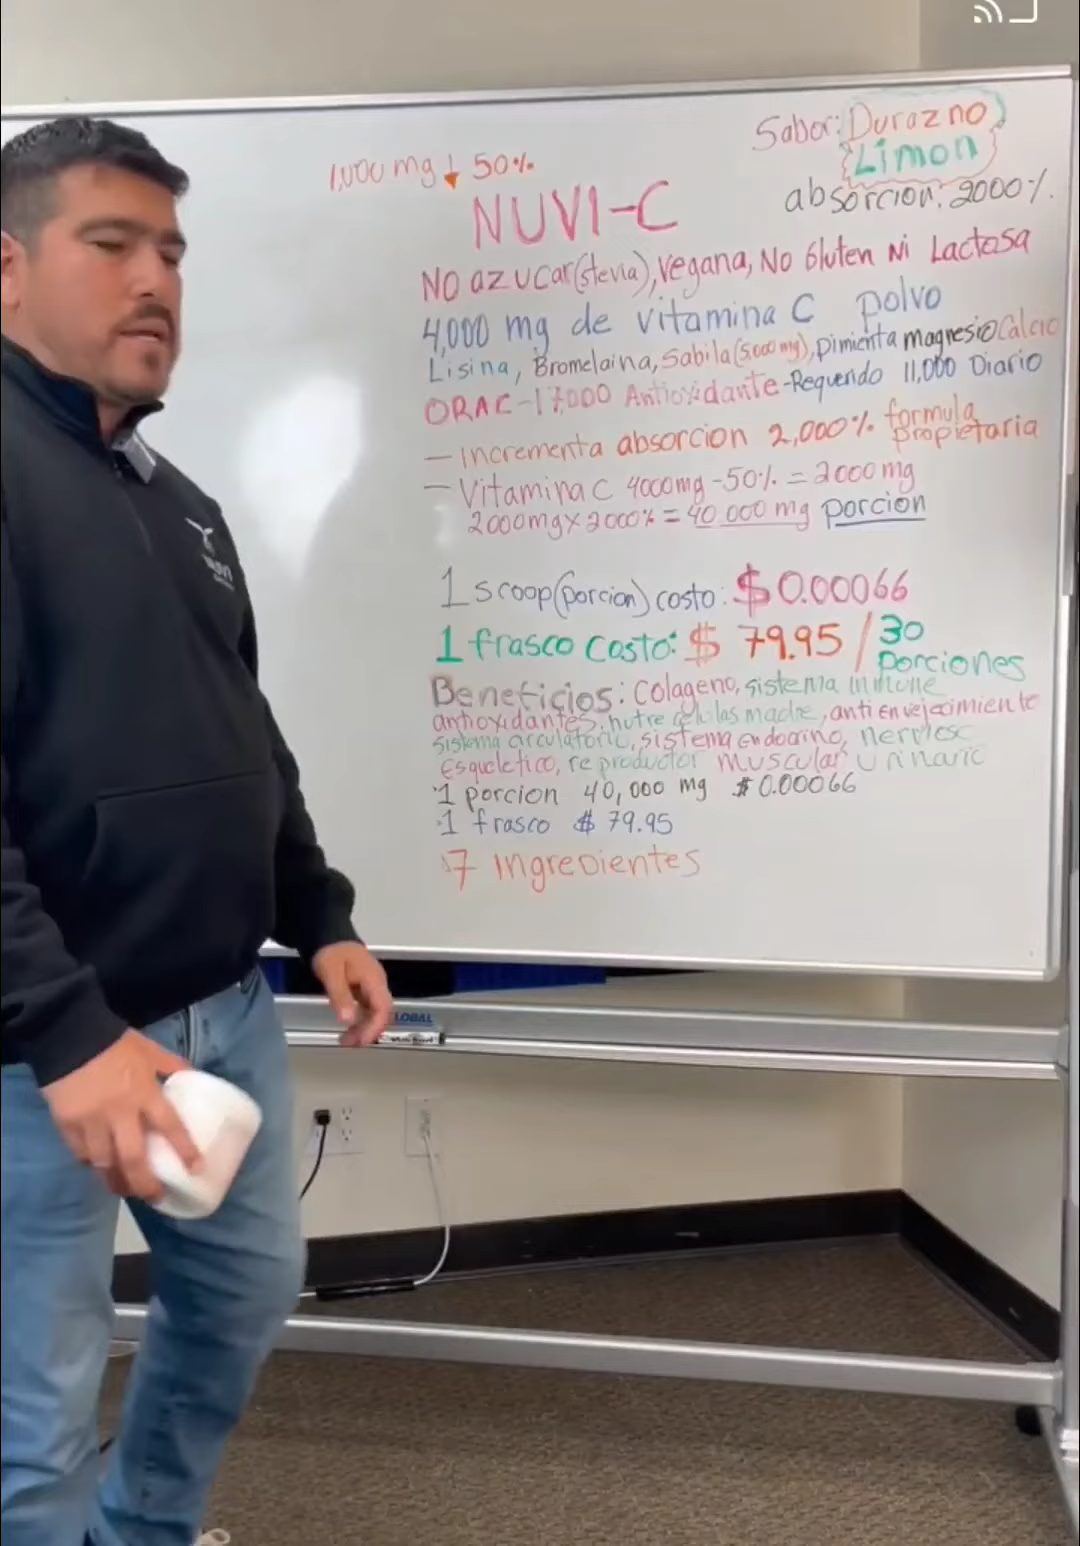 Sabor: Durazno
Limon
absorcion: 2000%.
1,000 mg ↓ 50%
NUVI-C
NO azucar (stevia), vegana, No Gluten Ni Lactosa
4,000 mg de vitamina C polvo
Lisina, Bromelaina, Sabila (5,000 mg), pimienta magnesio Calcio
ORAC-17,000 Antioxidante-Requerido 11,000 Diario
— Incrementa absorcion 2,000% formula propietaria
— Vitamina C 4000mg -50% = 2000 mg
2000mg x 2000% = 40,000 mg porcion
1 scoop (porcion) costo: $0.00066
1 frasco costo: $ 79.95 / 30 porciones
Beneficios: colageno, sistema inmune
antioxidantes, nutre celulas madre, antienvejecimiento
sistema circulatorio, sistema endocrino,
Esqueletico, reproductor muscular urinario
1 porcion 40,000 mg $0.00066
1 frasco $ 79.95
7 Ingredientes
LOBAL